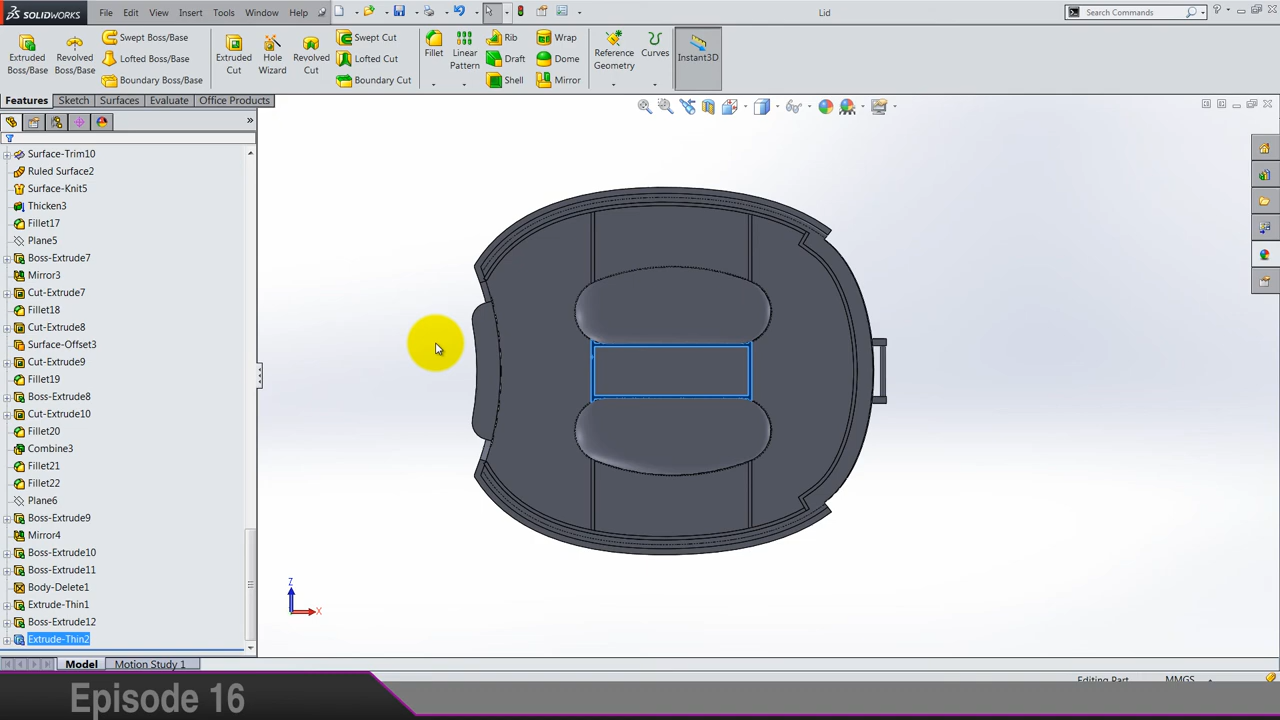 SOLIDWORKS File Edit View Insert Tools Window Help Lid Search Commands
Extruded Boss/Base
Revolved Boss/Base
Swept Boss/Base
Lofted Boss/Base
Boundary Boss/Base
Extruded Cut
Hole Wizard
Revolved Cut
Swept Cut
Lofted Cut
Boundary Cut
Fillet
Linear Pattern
Rib
Draft
Shell
Wrap
Dome
Mirror
Reference Geometry
Curves
Instant3D
Features Sketch Surfaces Evaluate Office Products
Surface-Trim10
Ruled Surface2
Surface-Knit5
Thicken3
Fillet17
Plane5
Boss-Extrude7
Mirror3
Cut-Extrude7
Fillet18
Cut-Extrude8
Surface-Offset3
Cut-Extrude9
Fillet19
Boss-Extrude8
Cut-Extrude10
Fillet20
Combine3
Fillet21
Fillet22
Plane6
Boss-Extrude9
Mirror4
Boss-Extrude10
Boss-Extrude11
Body-Delete1
Extrude-Thin1
Boss-Extrude12
Extrude-Thin2
Z
X
Model Motion Study 1
Editing Part MMGS
Episode 16